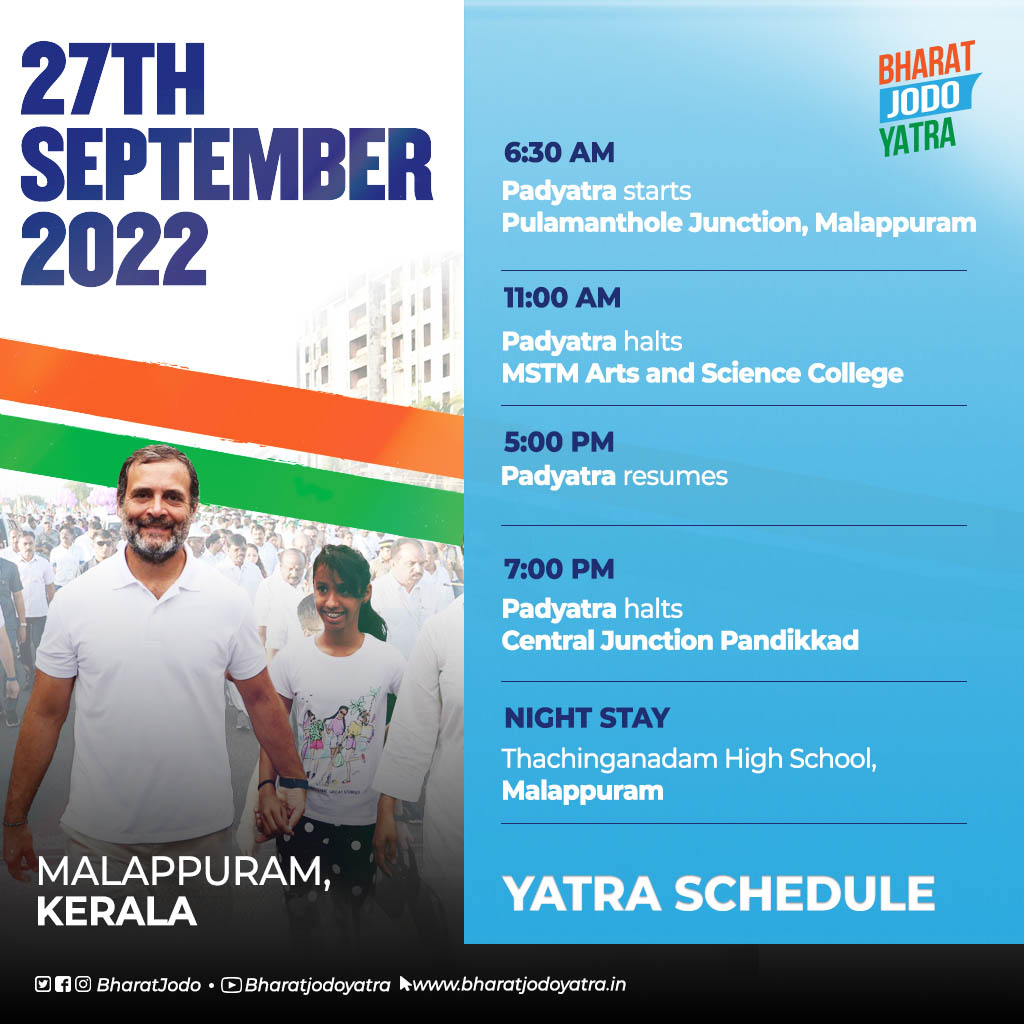 27TH
SEPTEMBER
2022
BHARAT
JODO
YATRA
6:30 AM
Padyatra starts
Pulamanthole Junction, Malappuram
11:00 AM
Padyatra halts
MSTM Arts and Science College
5:00 PM
Padyatra resumes
7:00 PM
Padyatra halts
Central Junction Pandikkad
NIGHT STAY
Thachinganadam High School,
Malappuram
YATRA SCHEDULE
MALAPPURAM,
KERALA
BharatJodo • Bharatjodoyatra www.bharatjodoyatra.in